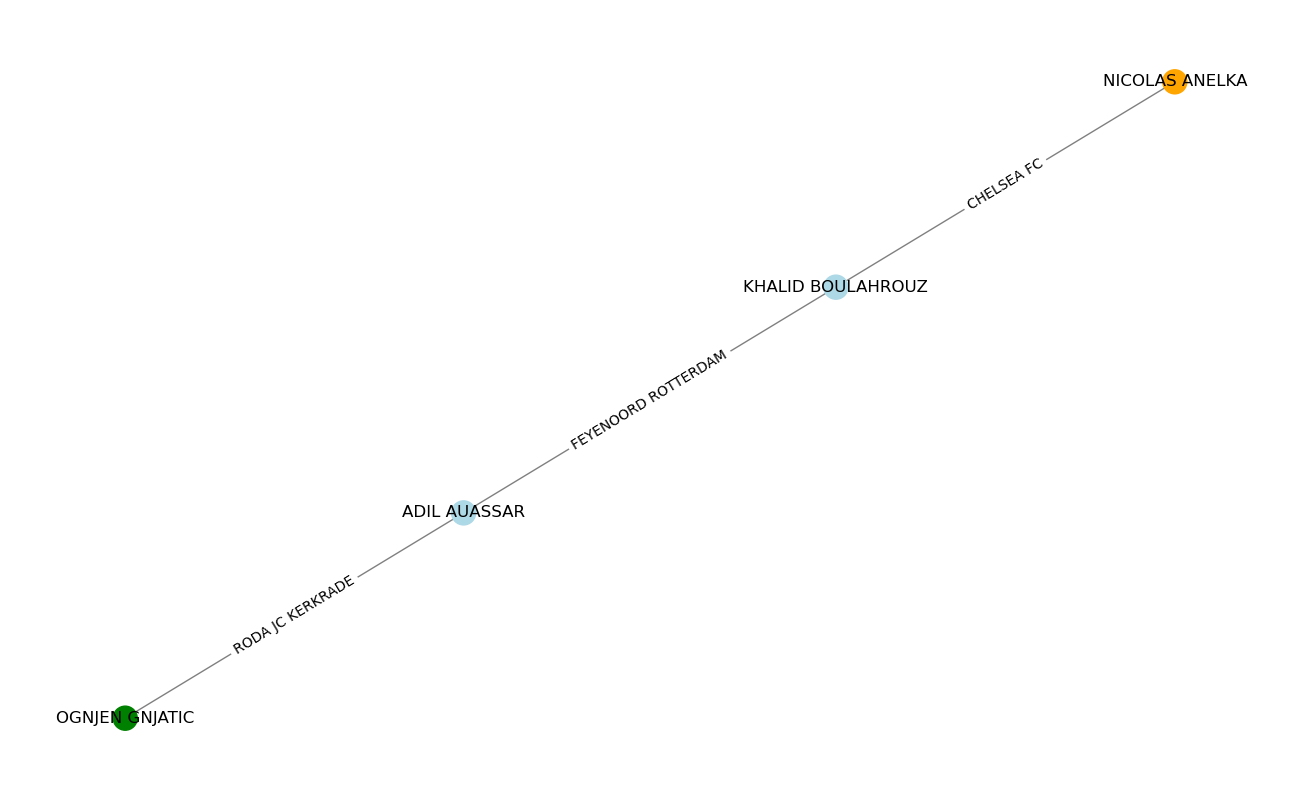 NICOLAS ANELKA
CHELSEA FC
KHALID BOULAHROUZ
FEYENOORD ROTTERDAM
ADIL AUASSAR
RODA JC KERKRADE
OGNJEN GNJATIC